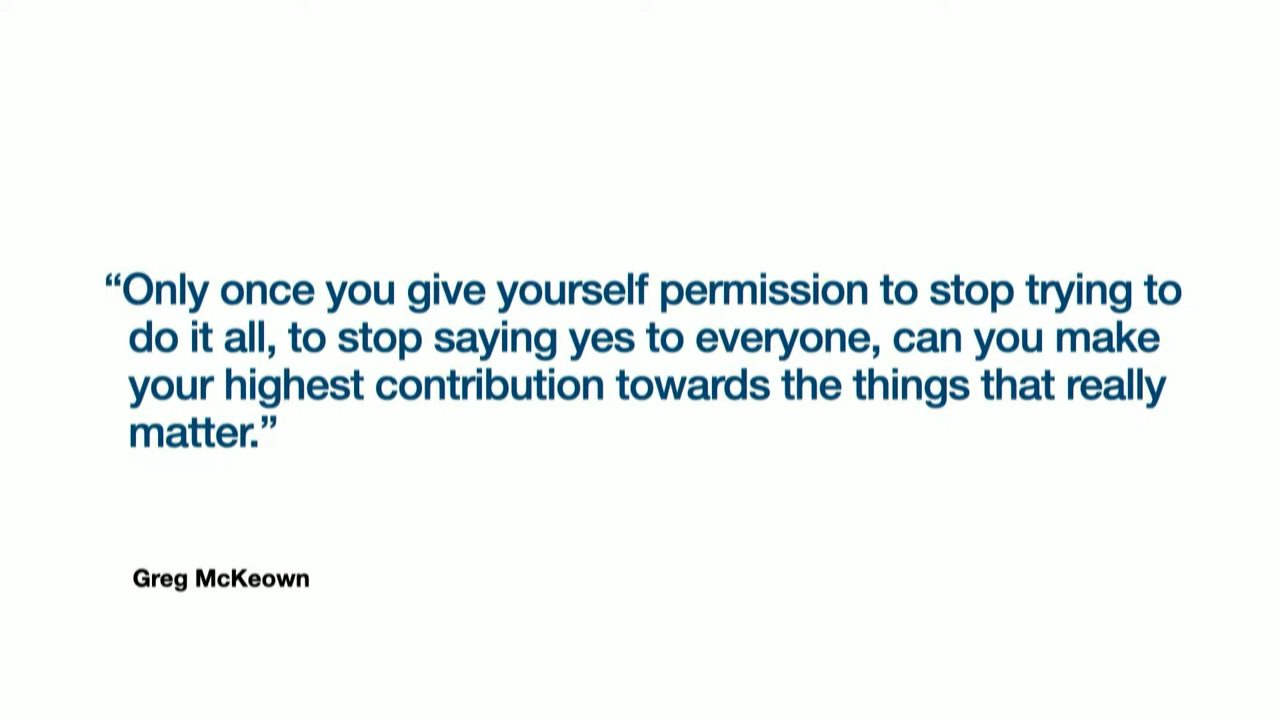 “Only once you give yourself permission to stop trying to
do it all, to stop saying yes to everyone, can you make
your highest contribution towards the things that really
matter.”
Greg McKeown